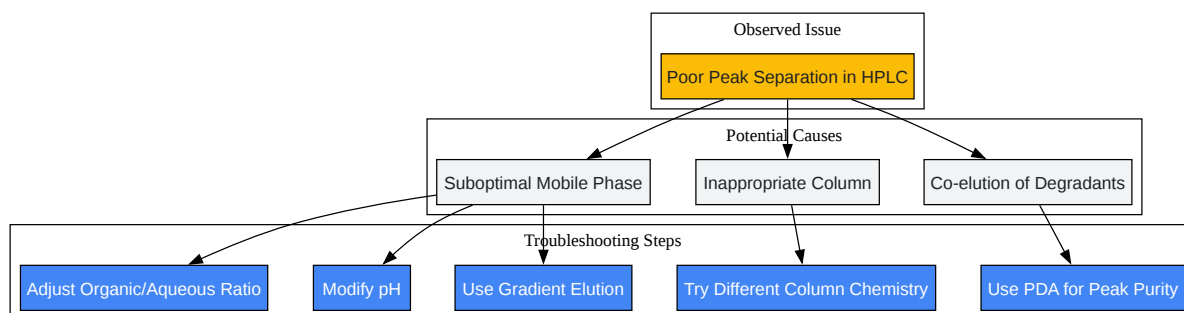 Observed Issue
Poor Peak Separation in HPLC
Potential Causes
Suboptimal Mobile Phase
Inappropriate Column
Co-elution of Degradants
Troubleshooting Steps
Adjust Organic/Aqueous Ratio
Modify pH
Use Gradient Elution
Try Different Column Chemistry
Use PDA for Peak Purity